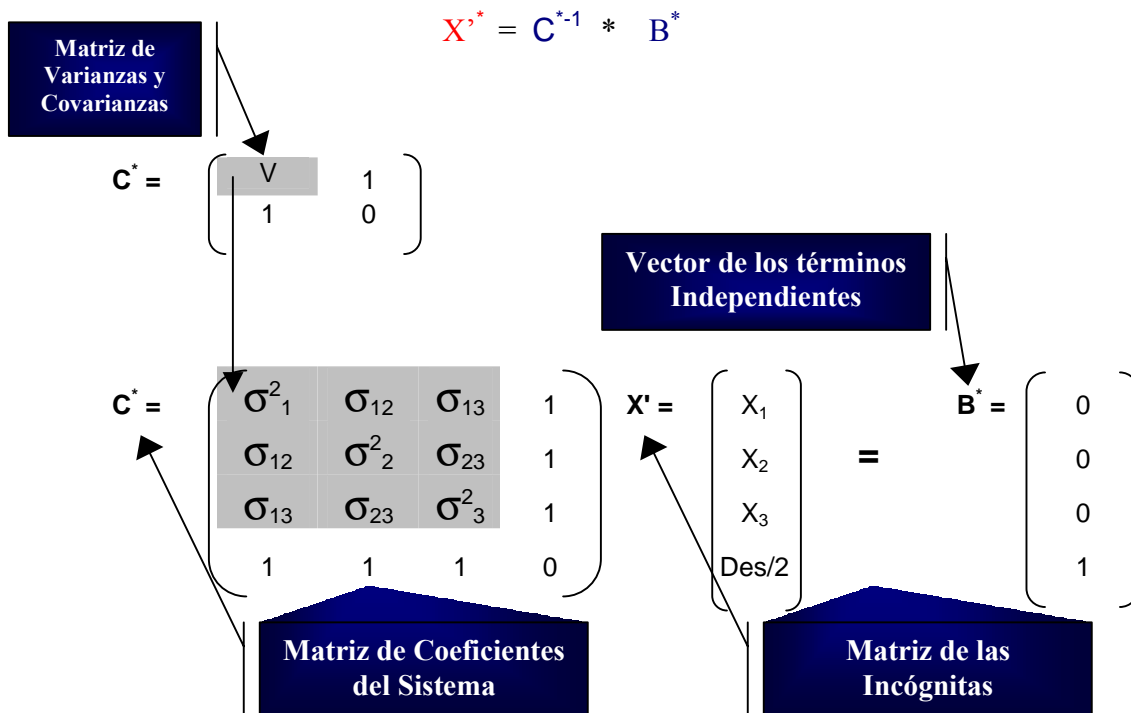 X’* = C*-1 * B*
Matriz de
Varianzas y
Covarianzas
C* =
V 1
1 0
Vector de los términos
Independientes
C* = σ²₁ σ₁₂ σ₁₃ 1 X' = X₁ B* = 0
σ₁₂ σ²₂ σ₂₃ 1 X₂ = 0
σ₁₃ σ₂₃ σ²₃ 1 X₃ 0
1 1 1 0 Des/2 1
Matriz de Coeficientes
del Sistema
Matriz de las
Incógnitas